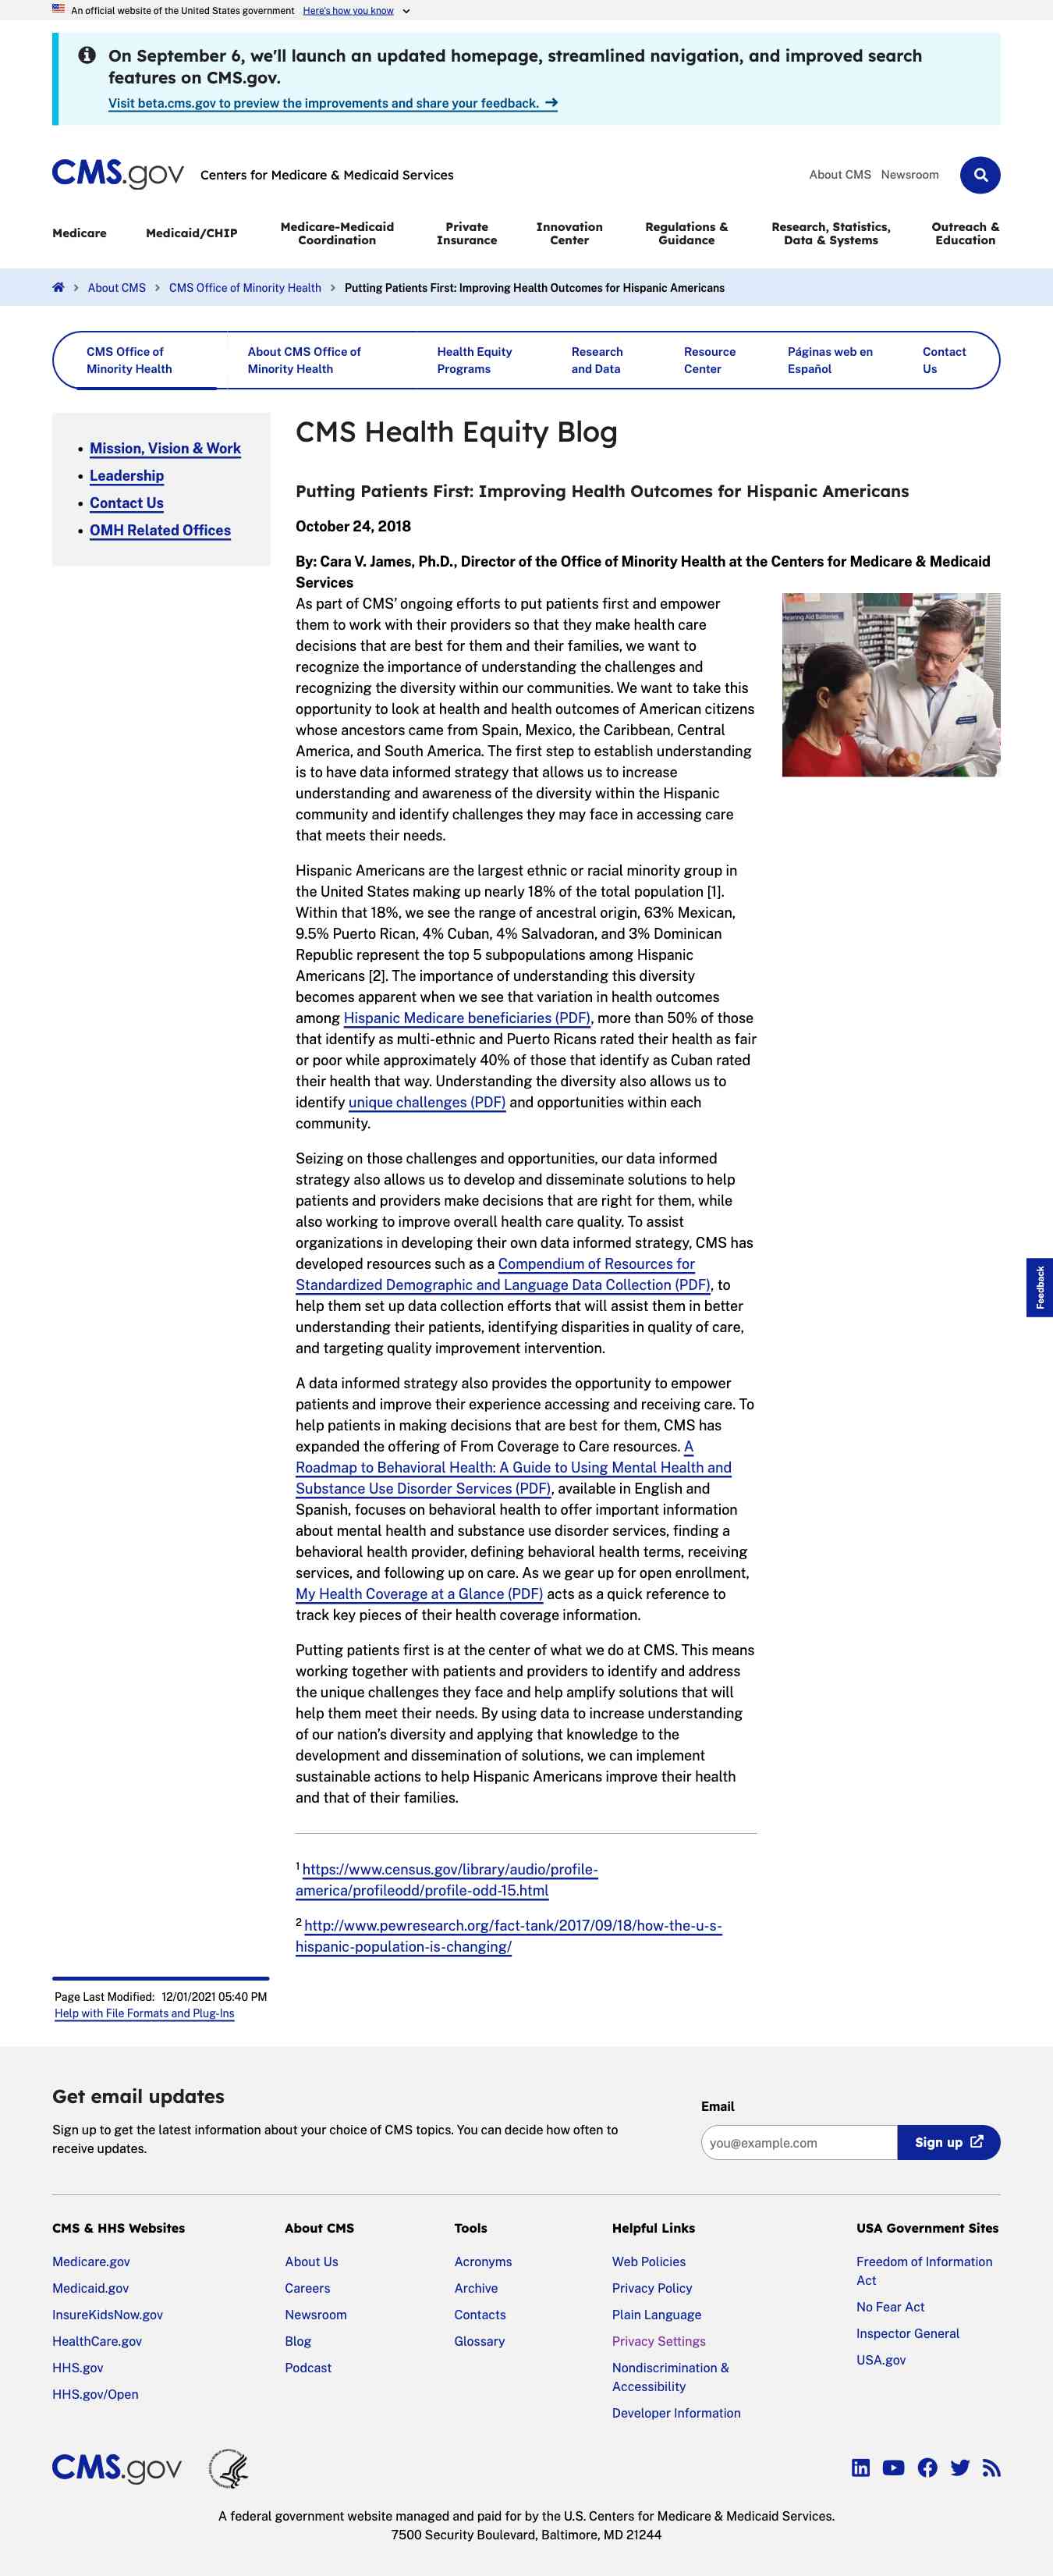 An official website of the United States government Here's how you know
On September 6, we'll launch an updated homepage, streamlined navigation, and improved search
features on CMS.gov.
Visit beta.cms.gov to preview the improvements and share your feedback.
CMS.gov Centers for Medicare & Medicaid Services
About CMS Newsroom
Medicare
Medicaid/CHIP
Medicare-Medicaid
Coordination
Private
Insurance
Innovation
Center
Regulations &
Guidance
Research, Statistics,
Data & Systems
Outreach &
Education
About CMS CMS Office of Minority Health Putting Patients First: Improving Health Outcomes for Hispanic Americans
CMS Office of
Minority Health
About CMS Office of
Minority Health
Health Equity
Programs
Research
and Data
Resource
Center
Páginas web en
Español
Contact
Us
Mission, Vision & Work
Leadership
Contact Us
OMH Related Offices
CMS Health Equity Blog
Putting Patients First: Improving Health Outcomes for Hispanic Americans
October 24, 2018
By: Cara V. James, Ph.D., Director of the Office of Minority Health at the Centers for Medicare & Medicaid
Services
Hearing Aid Batteries
As part of CMS’ ongoing efforts to put patients first and empower
them to work with their providers so that they make health care
decisions that are best for them and their families, we want to
recognize the importance of understanding the challenges and
recognizing the diversity within our communities. We want to take this
opportunity to look at health and health outcomes of American citizens
whose ancestors came from Spain, Mexico, the Caribbean, Central
America, and South America. The first step to establish understanding
is to have data informed strategy that allows us to increase
understanding and awareness of the diversity within the Hispanic
community and identify challenges they may face in accessing care
that meets their needs.
Hispanic Americans are the largest ethnic or racial minority group in
the United States making up nearly 18% of the total population [1].
Within that 18%, we see the range of ancestral origin, 63% Mexican,
9.5% Puerto Rican, 4% Cuban, 4% Salvadoran, and 3% Dominican
Republic represent the top 5 subpopulations among Hispanic
Americans [2]. The importance of understanding this diversity
becomes apparent when we see that variation in health outcomes
among Hispanic Medicare beneficiaries (PDF), more than 50% of those
that identify as multi-ethnic and Puerto Ricans rated their health as fair
or poor while approximately 40% of those that identify as Cuban rated
their health that way. Understanding the diversity also allows us to
identify unique challenges (PDF) and opportunities within each
community.
Seizing on those challenges and opportunities, our data informed
strategy also allows us to develop and disseminate solutions to help
patients and providers make decisions that are right for them, while
also working to improve overall health care quality. To assist
organizations in developing their own data informed strategy, CMS has
developed resources such as a Compendium of Resources for
Standardized Demographic and Language Data Collection (PDF), to
help them set up data collection efforts that will assist them in better
understanding their patients, identifying disparities in quality of care,
and targeting quality improvement intervention.
Feedback
A data informed strategy also provides the opportunity to empower
patients and improve their experience accessing and receiving care. To
help patients in making decisions that are best for them, CMS has
expanded the offering of From Coverage to Care resources. A
Roadmap to Behavioral Health: A Guide to Using Mental Health and
Substance Use Disorder Services (PDF), available in English and
Spanish, focuses on behavioral health to offer important information
about mental health and substance use disorder services, finding a
behavioral health provider, defining behavioral health terms, receiving
services, and following up on care. As we gear up for open enrollment,
My Health Coverage at a Glance (PDF) acts as a quick reference to
track key pieces of their health coverage information.
Putting patients first is at the center of what we do at CMS. This means
working together with patients and providers to identify and address
the unique challenges they face and help amplify solutions that will
help them meet their needs. By using data to increase understanding
of our nation’s diversity and applying that knowledge to the
development and dissemination of solutions, we can implement
sustainable actions to help Hispanic Americans improve their health
and that of their families.
1 https://www.census.gov/library/audio/profile-
america/profileodd/profile-odd-15.html
2 http://www.pewresearch.org/fact-tank/2017/09/18/how-the-u-s-
hispanic-population-is-changing/
Page Last Modified: 12/01/2021 05:40 PM
Help with File Formats and Plug-Ins
Get email updates
Sign up to get the latest information about your choice of CMS topics. You can decide how often to
receive updates.
Email
you@example.com
Sign up
CMS & HHS Websites
Medicare.gov
Medicaid.gov
InsureKidsNow.gov
HealthCare.gov
HHS.gov
HHS.gov/Open
About CMS
About Us
Careers
Newsroom
Blog
Podcast
Tools
Acronyms
Archive
Contacts
Glossary
Helpful Links
Web Policies
Privacy Policy
Plain Language
Privacy Settings
Nondiscrimination &
Accessibility
Developer Information
USA Government Sites
Freedom of Information
Act
No Fear Act
Inspector General
USA.gov
CMS.gov
A federal government website managed and paid for by the U.S. Centers for Medicare & Medicaid Services.
7500 Security Boulevard, Baltimore, MD 21244